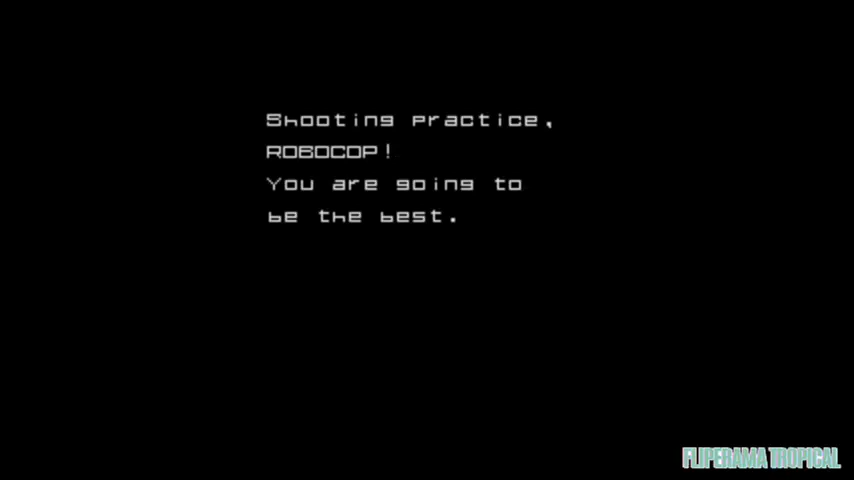 Shooting practice,
ROBOCOP!
You are going to
be the best.
FLIPERAMA TROPICAL